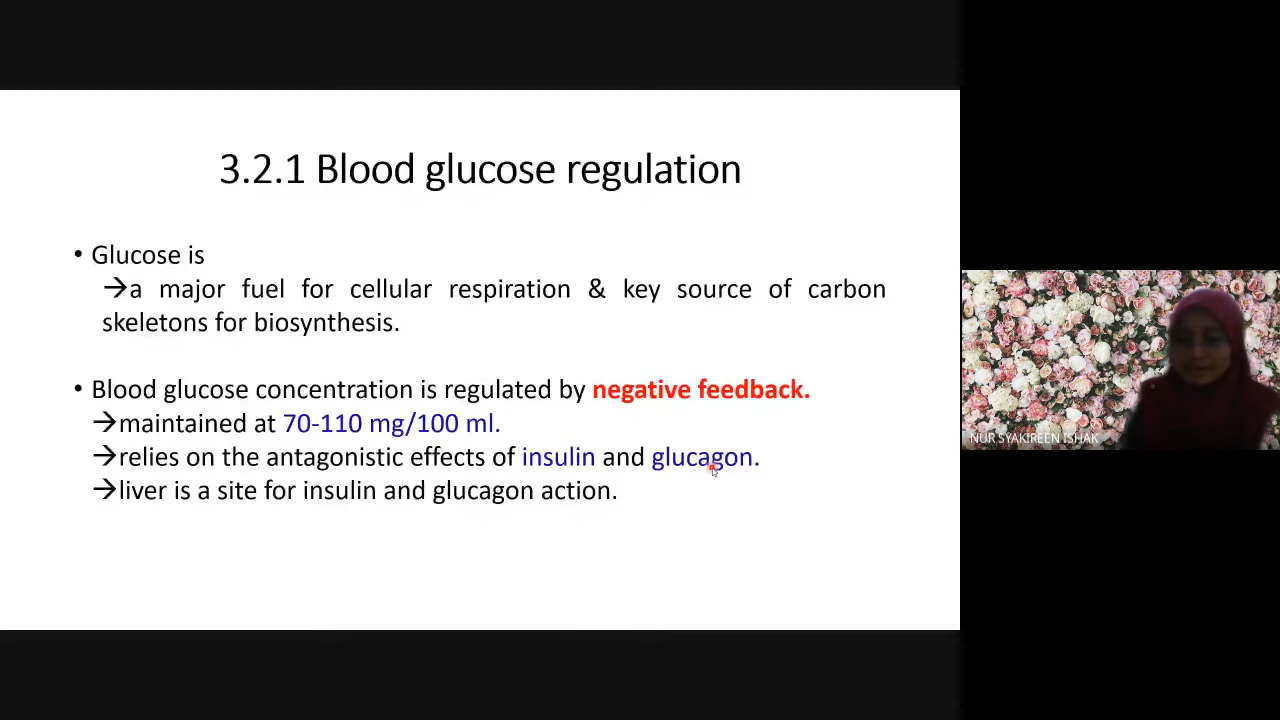 3.2.1 Blood glucose regulation
• Glucose is
→a major fuel for cellular respiration & key source of carbon
skeletons for biosynthesis.
• Blood glucose concentration is regulated by negative feedback.
→maintained at 70-110 mg/100 ml.
→relies on the antagonistic effects of insulin and glucagon.
→liver is a site for insulin and glucagon action.
NUR SYAKIREEN ISHAK